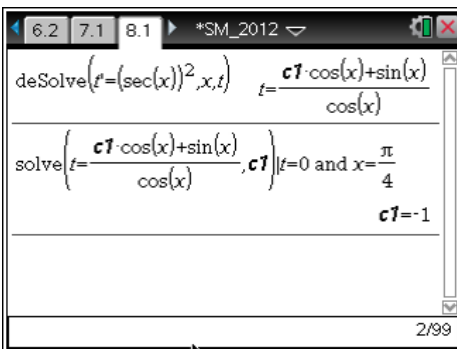 6.2 7.1 8.1 *SM_2012
deSolve(t'=(sec(x))²,x,t) t=(c1·cos(x)+sin(x))/cos(x)
solve(t=(c1·cos(x)+sin(x))/cos(x),c1)|t=0 and x=π/4
c1=-1
2/99